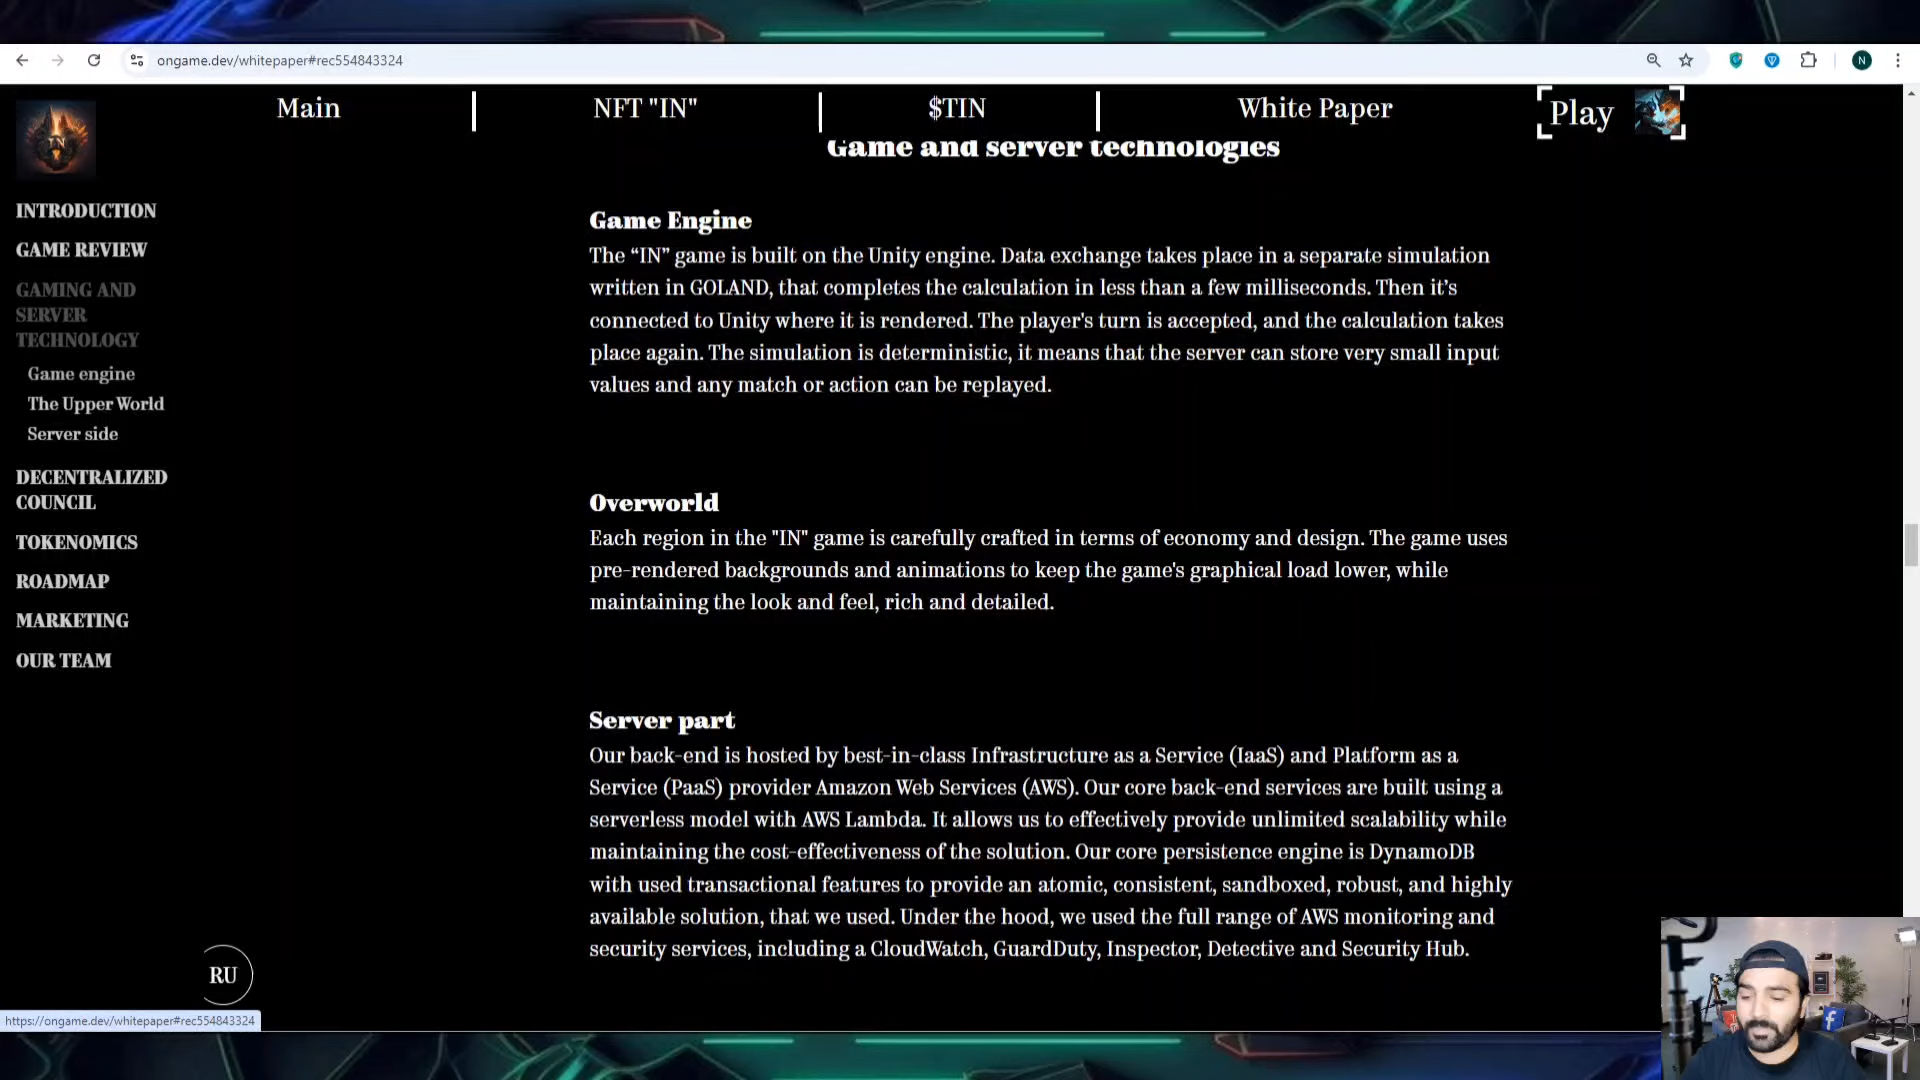 ongame.dev/whitepaper#rec554843324
N
IN
Main
NFT "IN"
$TIN
White Paper
Play
INTRODUCTION
GAME REVIEW
GAMING AND
SERVER
TECHNOLOGY
Game engine
The Upper World
Server side
DECENTRALIZED
COUNCIL
TOKENOMICS
ROADMAP
MARKETING
OUR TEAM
RU
Game and server technologies
Game Engine
The “IN” game is built on the Unity engine. Data exchange takes place in a separate simulation
written in GOLAND, that completes the calculation in less than a few milliseconds. Then it’s
connected to Unity where it is rendered. The player's turn is accepted, and the calculation takes
place again. The simulation is deterministic, it means that the server can store very small input
values and any match or action can be replayed.
Overworld
Each region in the "IN" game is carefully crafted in terms of economy and design. The game uses
pre-rendered backgrounds and animations to keep the game's graphical load lower, while
maintaining the look and feel, rich and detailed.
Server part
Our back-end is hosted by best-in-class Infrastructure as a Service (IaaS) and Platform as a
Service (PaaS) provider Amazon Web Services (AWS). Our core back-end services are built using a
serverless model with AWS Lambda. It allows us to effectively provide unlimited scalability while
maintaining the cost-effectiveness of the solution. Our core persistence engine is DynamoDB
with used transactional features to provide an atomic, consistent, sandboxed, robust, and highly
available solution, that we used. Under the hood, we used the full range of AWS monitoring and
security services, including a CloudWatch, GuardDuty, Inspector, Detective and Security Hub.
https://ongame.dev/whitepaper#rec554843324